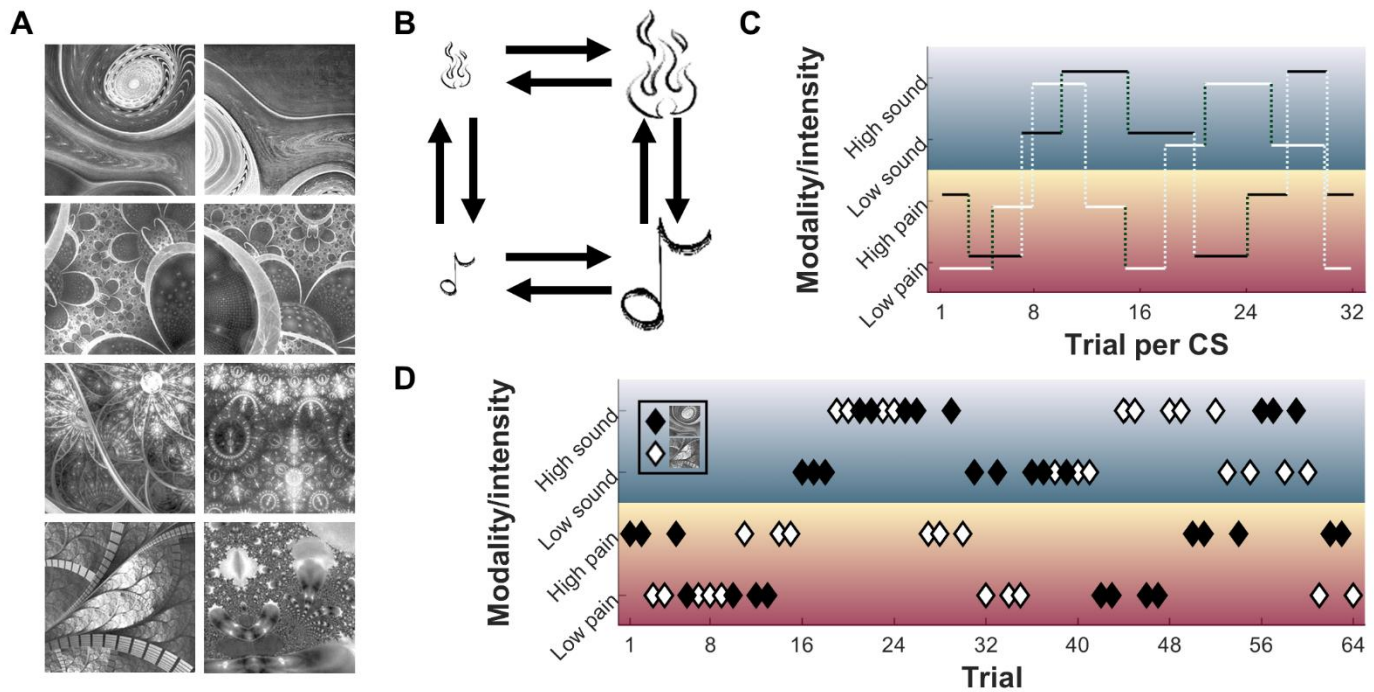 A
B
C
Modality/intensity
High sound
Low sound
High pain
Low pain
1
8
16
24
32
Trial per CS
D
Modality/intensity
High sound
Low sound
High pain
Low pain
1
8
16
24
32
40
48
56
64
Trial